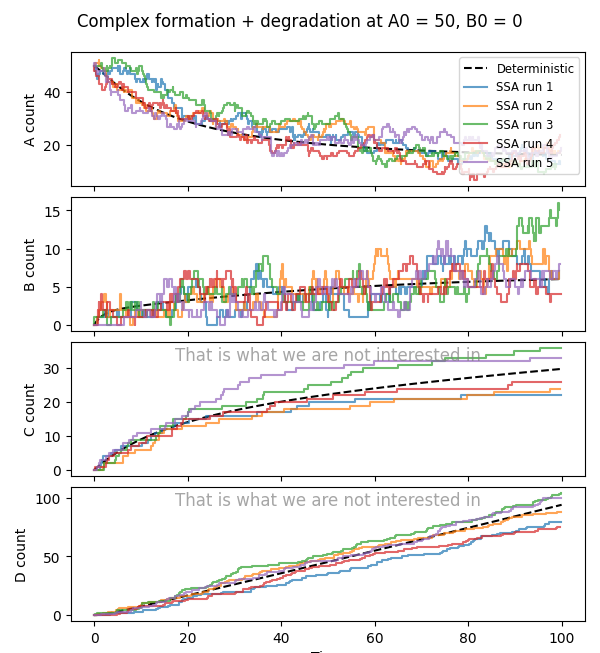 Complex formation + degradation at A0 = 50, B0 = 0
A count
40
20
Deterministic
SSA run 1
SSA run 2
SSA run 3
SSA run 4
SSA run 5
B count
15
10
5
0
C count
30
20
10
0
That is what we are not interested in
D count
100
50
0
That is what we are not interested in
0
20
40
60
80
100